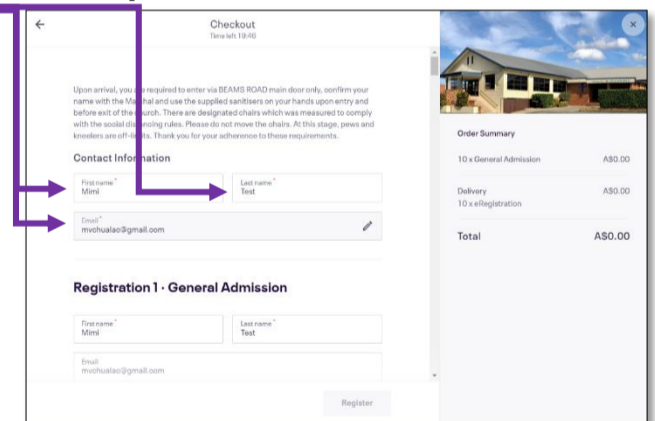 Checkout
Time left 19:46
Upon arrival, you are required to enter via BEAMS ROAD main door only, confirm your
name with the Marshal and use the supplied sanitisers on your hands upon entry and
before exit of the church. There are designated chairs which was measured to comply
with the social distancing rules. Please do not move the chairs. At this stage, pews and
kneelers are off-limits. Thank you for your adherence to these requirements.
Contact Information
First name*
Mimi
Last name*
Test
Email*
mvchualao@gmail.com
Registration 1 · General Admission
First name*
Mimi
Last name*
Test
Email
mvchualao@gmail.com
Register
Order Summary
10 x General Admission A$0.00
Delivery A$0.00
10 x eRegistration
Total A$0.00